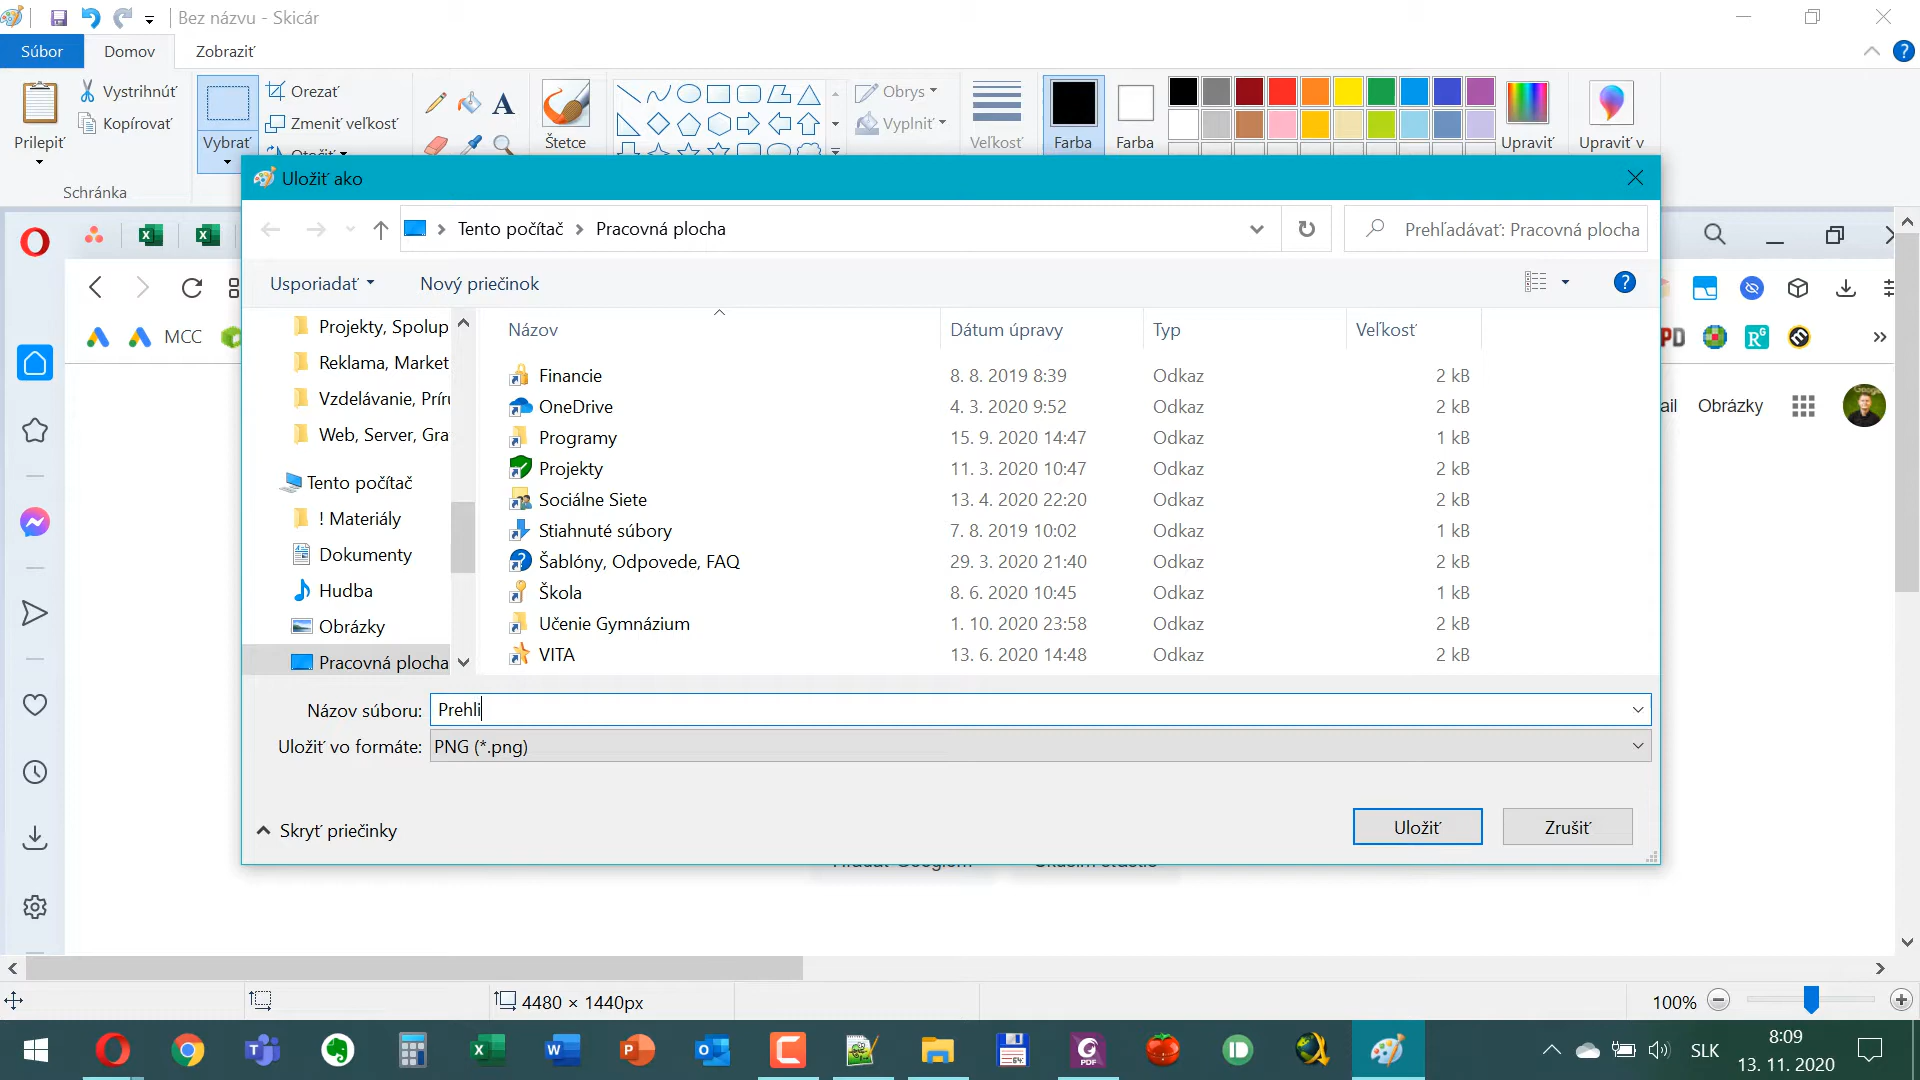 Bez názvu - Skicár
Súbor
Domov
Zobraziť
Prilepiť
Vystrihnúť
Kopírovať
Schránka
Vybrať
Orezať
Zmeniť veľkosť
Otočiť
A
Štetce
Obrys
Vyplniť
Veľkosť
Farba
Farba
Upraviť
Upraviť v
Uložiť ako
Tento počítač
Pracovná plocha
Prehľadávať: Pracovná plocha
Usporiadať
Nový priečinok
MCC
Projekty, Spolup
Reklama, Market
Vzdelávanie, Prír
Web, Server, Gra
Tento počítač
! Materiály
Dokumenty
Hudba
Obrázky
Pracovná plocha
Názov Dátum úpravy Typ Veľkosť
Financie 8. 8. 2019 8:39 Odkaz 2 kB
OneDrive 4. 3. 2020 9:52 Odkaz 2 kB
Programy 15. 9. 2020 14:47 Odkaz 1 kB
Projekty 11. 3. 2020 10:47 Odkaz 2 kB
Sociálne Siete 13. 4. 2020 22:20 Odkaz 2 kB
Stiahnuté súbory 7. 8. 2019 10:02 Odkaz 1 kB
Šablóny, Odpovede, FAQ 29. 3. 2020 21:40 Odkaz 2 kB
Škola 8. 6. 2020 10:45 Odkaz 1 kB
Učenie Gymnázium 1. 10. 2020 23:58 Odkaz 2 kB
VITA 13. 6. 2020 14:48 Odkaz 2 kB
ail Obrázky
Názov súboru: Prehli
Uložiť vo formáte: PNG (*.png)
Skryť priečinky
Uložiť
Zrušiť
4480 × 1440px
100%
SLK
8:09
13. 11. 2020